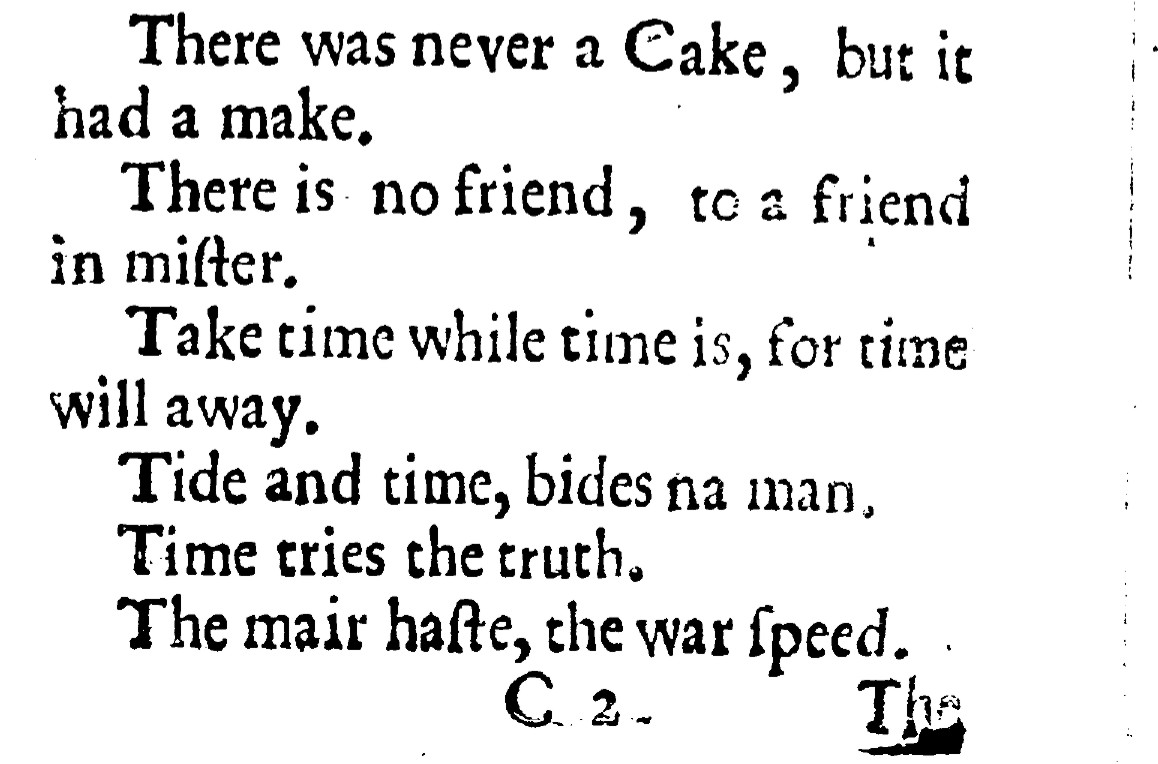 There was never a Cake, but it
had a make.
There is no friend, to a friend
in miſter.
Take time while time is, for time
will away.
Tide and time, bides na man.
Time tries the truth.
The mair haſte, the war ſpeed.
C 2. The